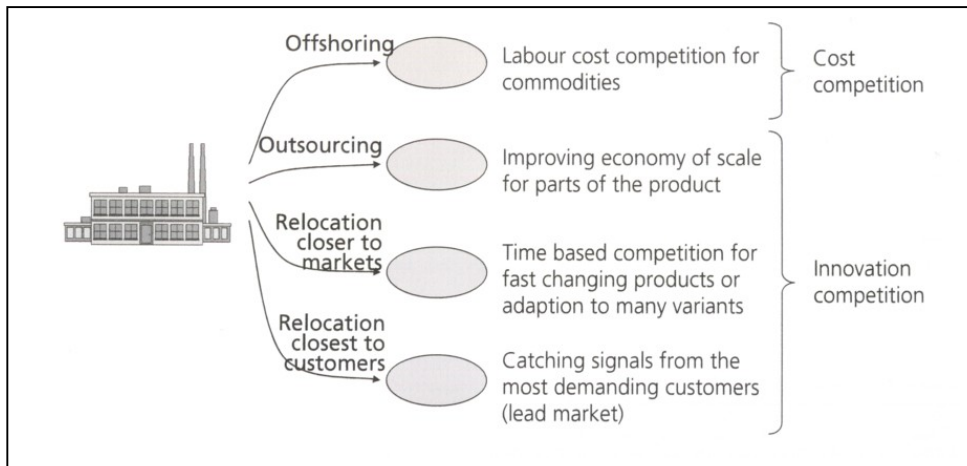 Offshoring
Labour cost competition for
commodities
Cost
competition
Outsourcing
Improving economy of scale
for parts of the product
Relocation
closer to
markets
Time based competition for
fast changing products or
adaption to many variants
Innovation
competition
Relocation
closest to
customers
Catching signals from the
most demanding customers
(lead market)